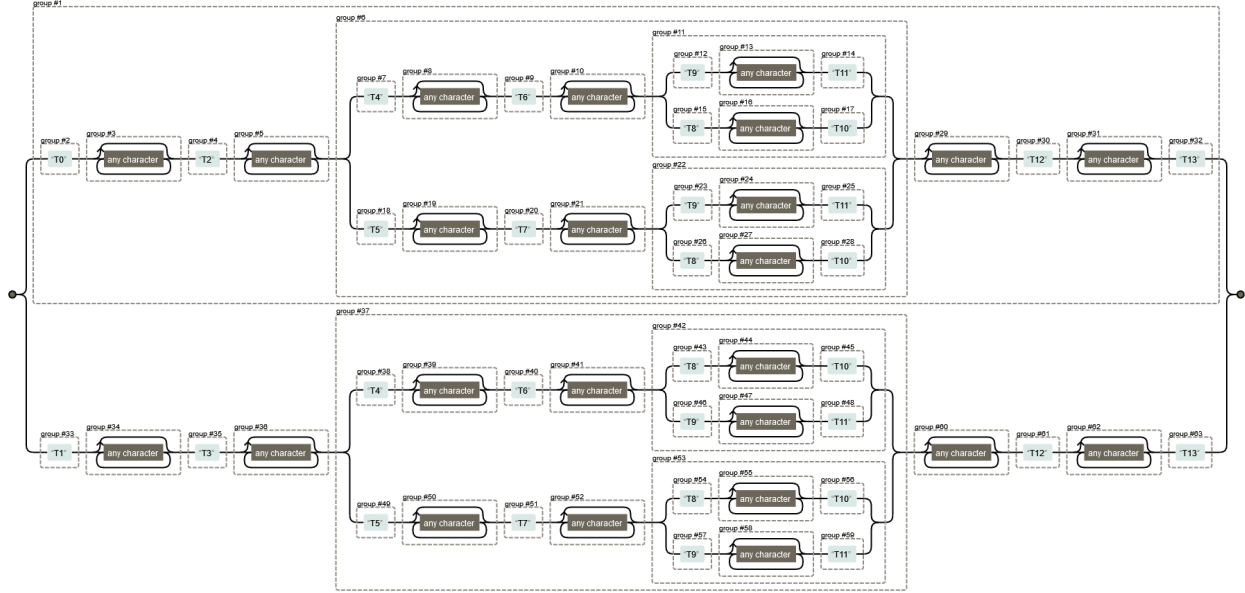 group #1
group #6
group #11
group #12 group #13 group #14
group #7 group #8 group #9 group #10
"T9" any character "T11"
"T4" any character "T6" any character
group #15 group #16 group #17
"T8" any character "T10"
group #2 group #3 group #4 group #5
group #29 group #30 group #31 group #32
"T0" any character "T2" any character
any character "T12" any character "T13"
group #22
group #23 group #24 group #25
"T9" any character "T11"
group #18 group #19 group #20 group #21
"T5" any character "T7" any character
group #26 group #27 group #28
"T8" any character "T10"
group #37
group #42
group #43 group #44 group #45
"T8" any character "T10"
group #38 group #39 group #40 group #41
"T4" any character "T6" any character
group #46 group #47 group #48
"T9" any character "T11"
group #33 group #34 group #35 group #36
group #60 group #61 group #62 group #63
"T1" any character "T3" any character
any character "T12" any character "T13"
group #53
group #54 group #55 group #56
"T8" any character "T10"
group #49 group #50 group #51 group #52
"T5" any character "T7" any character
group #57 group #58 group #59
"T9" any character "T11"